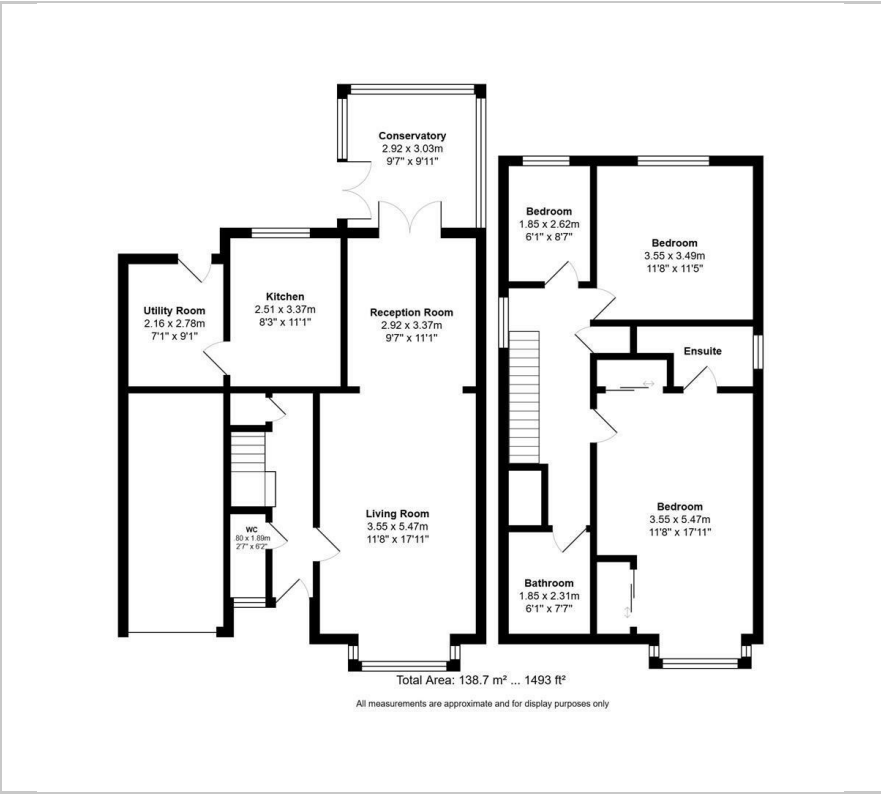 Conservatory
2.92 x 3.03m
9'7" x 9'11"
Bedroom
1.85 x 2.62m
6'1" x 8'7"
Bedroom
3.55 x 3.49m
11'8" x 11'5"
Kitchen
2.51 x 3.37m
8'3" x 11'1"
Utility Room
2.16 x 2.78m
7'1" x 9'1"
Reception Room
2.92 x 3.37m
9'7" x 11'1"
Ensuite
Living Room
3.55 x 5.47m
11'8" x 17'11"
Bedroom
3.55 x 5.47m
11'8" x 17'11"
WC
.80 x 1.89m
2'7" x 6'2"
Bathroom
1.85 x 2.31m
6'1" x 7'7"
Total Area: 138.7 m² ... 1493 ft²
All measurements are approximate and for display purposes only